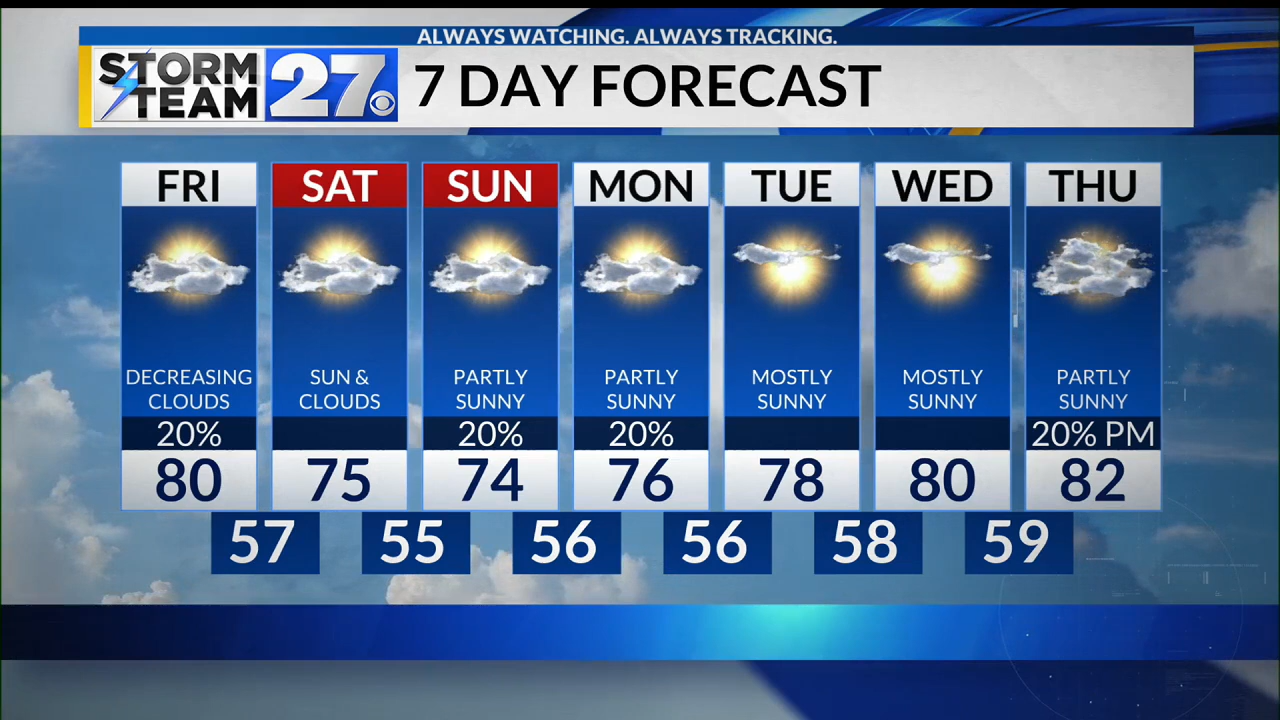 ALWAYS WATCHING. ALWAYS TRACKING.
STORM
TEAM
27
7 DAY FORECAST
FRI SAT SUN MON TUE WED THU
DECREASING CLOUDS
SUN & CLOUDS
PARTLY SUNNY
PARTLY SUNNY
MOSTLY SUNNY
MOSTLY SUNNY
PARTLY SUNNY
20% 20% 20% 20% PM
80 75 74 76 78 80 82
57 55 56 56 58 59